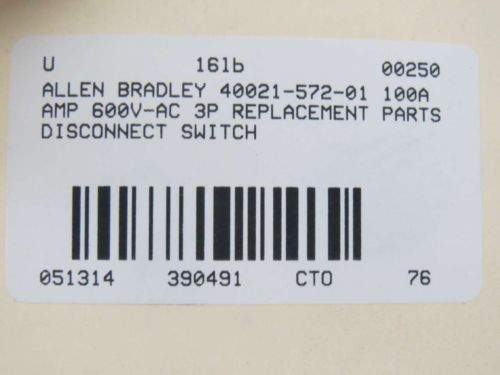 U 16lb 00250
ALLEN BRADLEY 40021-572-01 100A
AMP 600V-AC 3P REPLACEMENT PARTS
DISCONNECT SWITCH
051314 390491 CTO 76